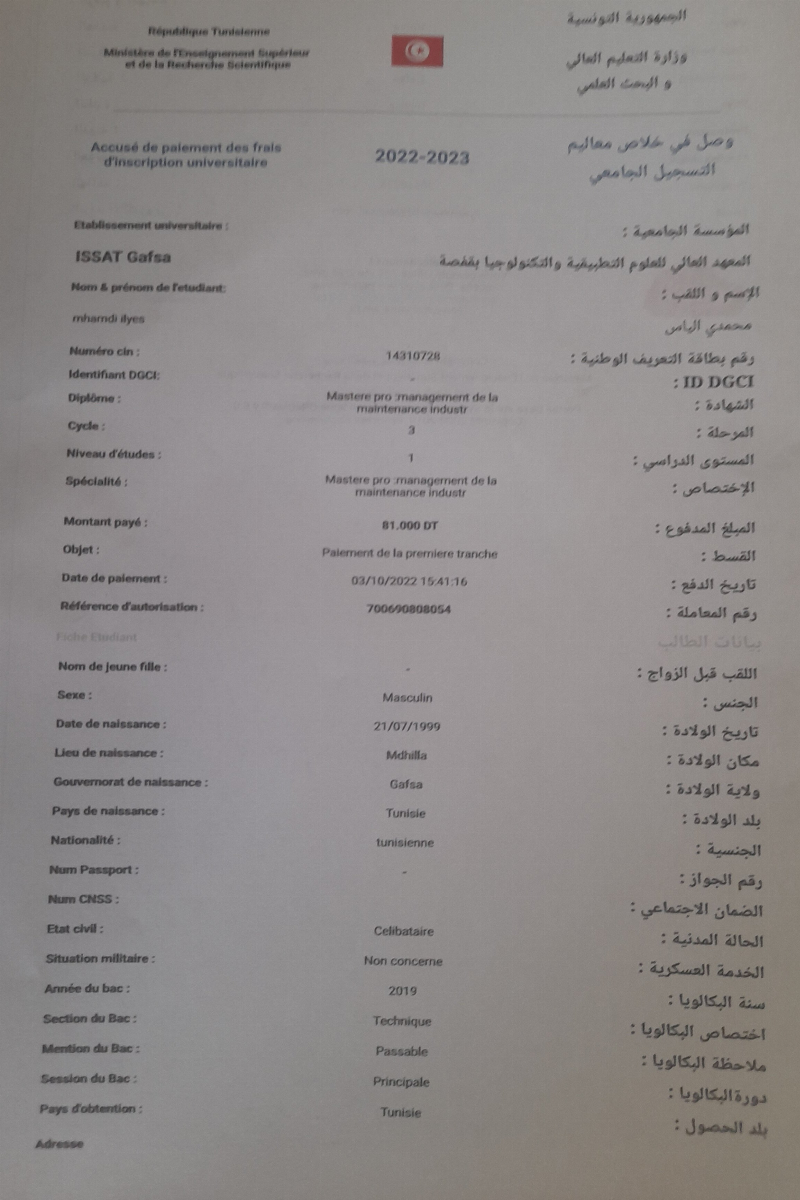 République Tunisienne
Ministère de l'Enseignement Supérieur
et de la Recherche Scientifique
الجمهورية التونسية
وزارة التعليم العالي
و البحث العلمي
Accusé de paiement des frais
d'inscription universitaire
2022-2023
وصل في خلاص معاليم
التسجيل الجامعي
Etablissement universitaire :
المؤسسة الجامعية :
ISSAT Gafsa
المعهد العالي للعلوم التطبيقية والتكنولوجيا بقفصة
Nom & prénom de l'etudiant:
الإسم و اللقب :
mhamdi ilyes
محمدي الياس
Numéro cin : 14310728 رقم بطاقة التعريف الوطنية :
Identifiant DGCI: - ID DGCI :
Diplôme : Mastere pro :management de la
maintenance industr الشهادة :
Cycle : 3 المرحلة :
Niveau d'études : 1 المستوى الدراسي :
Spécialité : Mastere pro :management de la
maintenance industr الإختصاص :
Montant payé : 81.000 DT المبلغ المدفوع :
Objet : Paiement de la premiere tranche القسط :
Date de paiement : 03/10/2022 15:41:16 تاريخ الدفع :
Référence d'autorisation : 700690808054 رقم المعاملة :
Fiche Etudiant بيانات الطالب
Nom de jeune fille : - اللقب قبل الزواج :
Sexe : Masculin الجنس :
Date de naissance : 21/07/1999 تاريخ الولادة :
Lieu de naissance : Mdhilla مكان الولادة :
Gouvernorat de naissance : Gafsa ولاية الولادة :
Pays de naissance : Tunisie بلد الولادة :
Nationalité : tunisienne الجنسية :
Num Passport : - رقم الجواز :
Num CNSS : الضمان الاجتماعي :
Etat civil : Celibataire الحالة المدنية :
Situation militaire : Non concerne الخدمة العسكرية :
Année du bac : 2019 سنة البكالويا :
Section du Bac : Technique اختصاص البكالويا :
Mention du Bac : Passable ملاحظة البكالويا :
Session du Bac : Principale دورةالبكالويا :
Pays d'obtention : Tunisie بلد الحصول :
Adresse